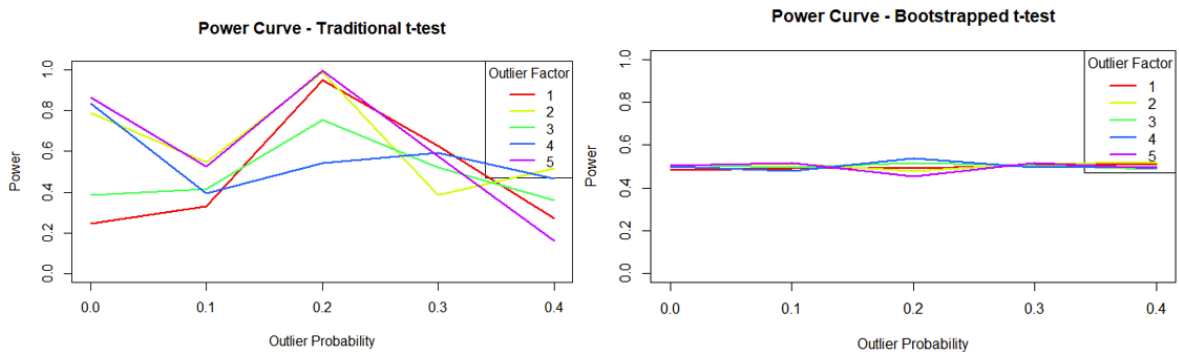 Power Curve - Traditional t-test
Power
0.0 0.2 0.4 0.6 0.8 1.0
Outlier Factor
1
2
3
4
5
0.0 0.1 0.2 0.3 0.4
Outlier Probability
Power Curve - Bootstrapped t-test
Power
0.0 0.2 0.4 0.6 0.8 1.0
Outlier Factor
1
2
3
4
5
0.0 0.1 0.2 0.3 0.4
Outlier Probability